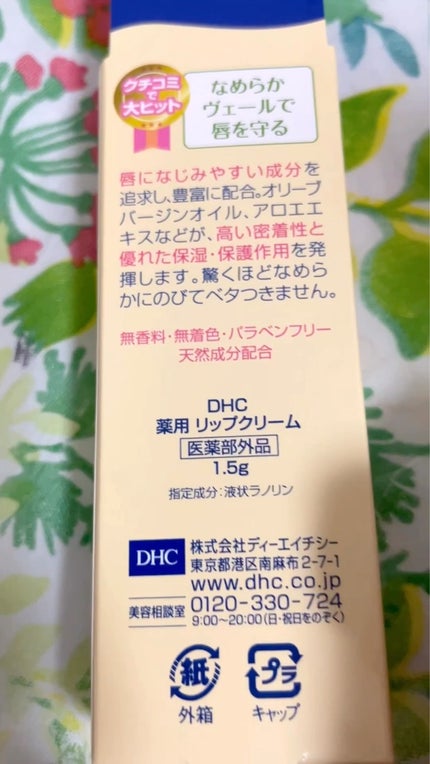 クチコミ
で
大ヒット
なめらか
ヴェールで
唇を守る
唇になじみやすい成分を
追求し、豊富に配合。オリーブ
バージンオイル、アロエエ
キスなどが、高い密着性と
優れた保湿・保護作用を発
揮します。驚くほどなめら
かにのびてベタつきません。
無香料・無着色・パラベンフリー
天然成分配合
DHC
薬用 リップクリーム
医薬部外品
1.5g
指定成分：液状ラノリン
DHC
株式会社ディーエイチシー
東京都港区南麻布2-7-1
www.dhc.co.jp
美容相談室 0120-330-724
9:00〜20:00(日・祝日をのぞく)
紙
外箱
プラ
キャップ